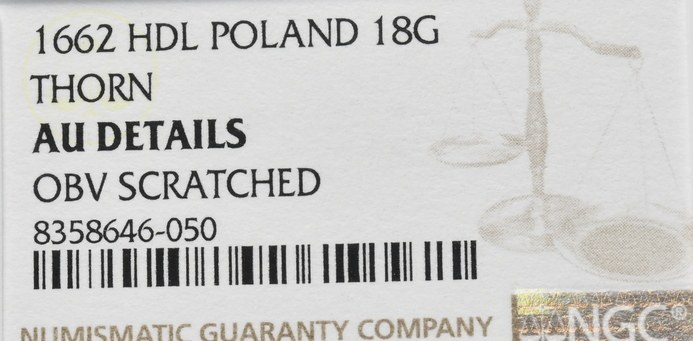 1662 HDL POLAND 18G
THORN
AU DETAILS
OBV SCRATCHED
8358646-050
NUMISMATIC GUARANTY COMPANY
NGC®